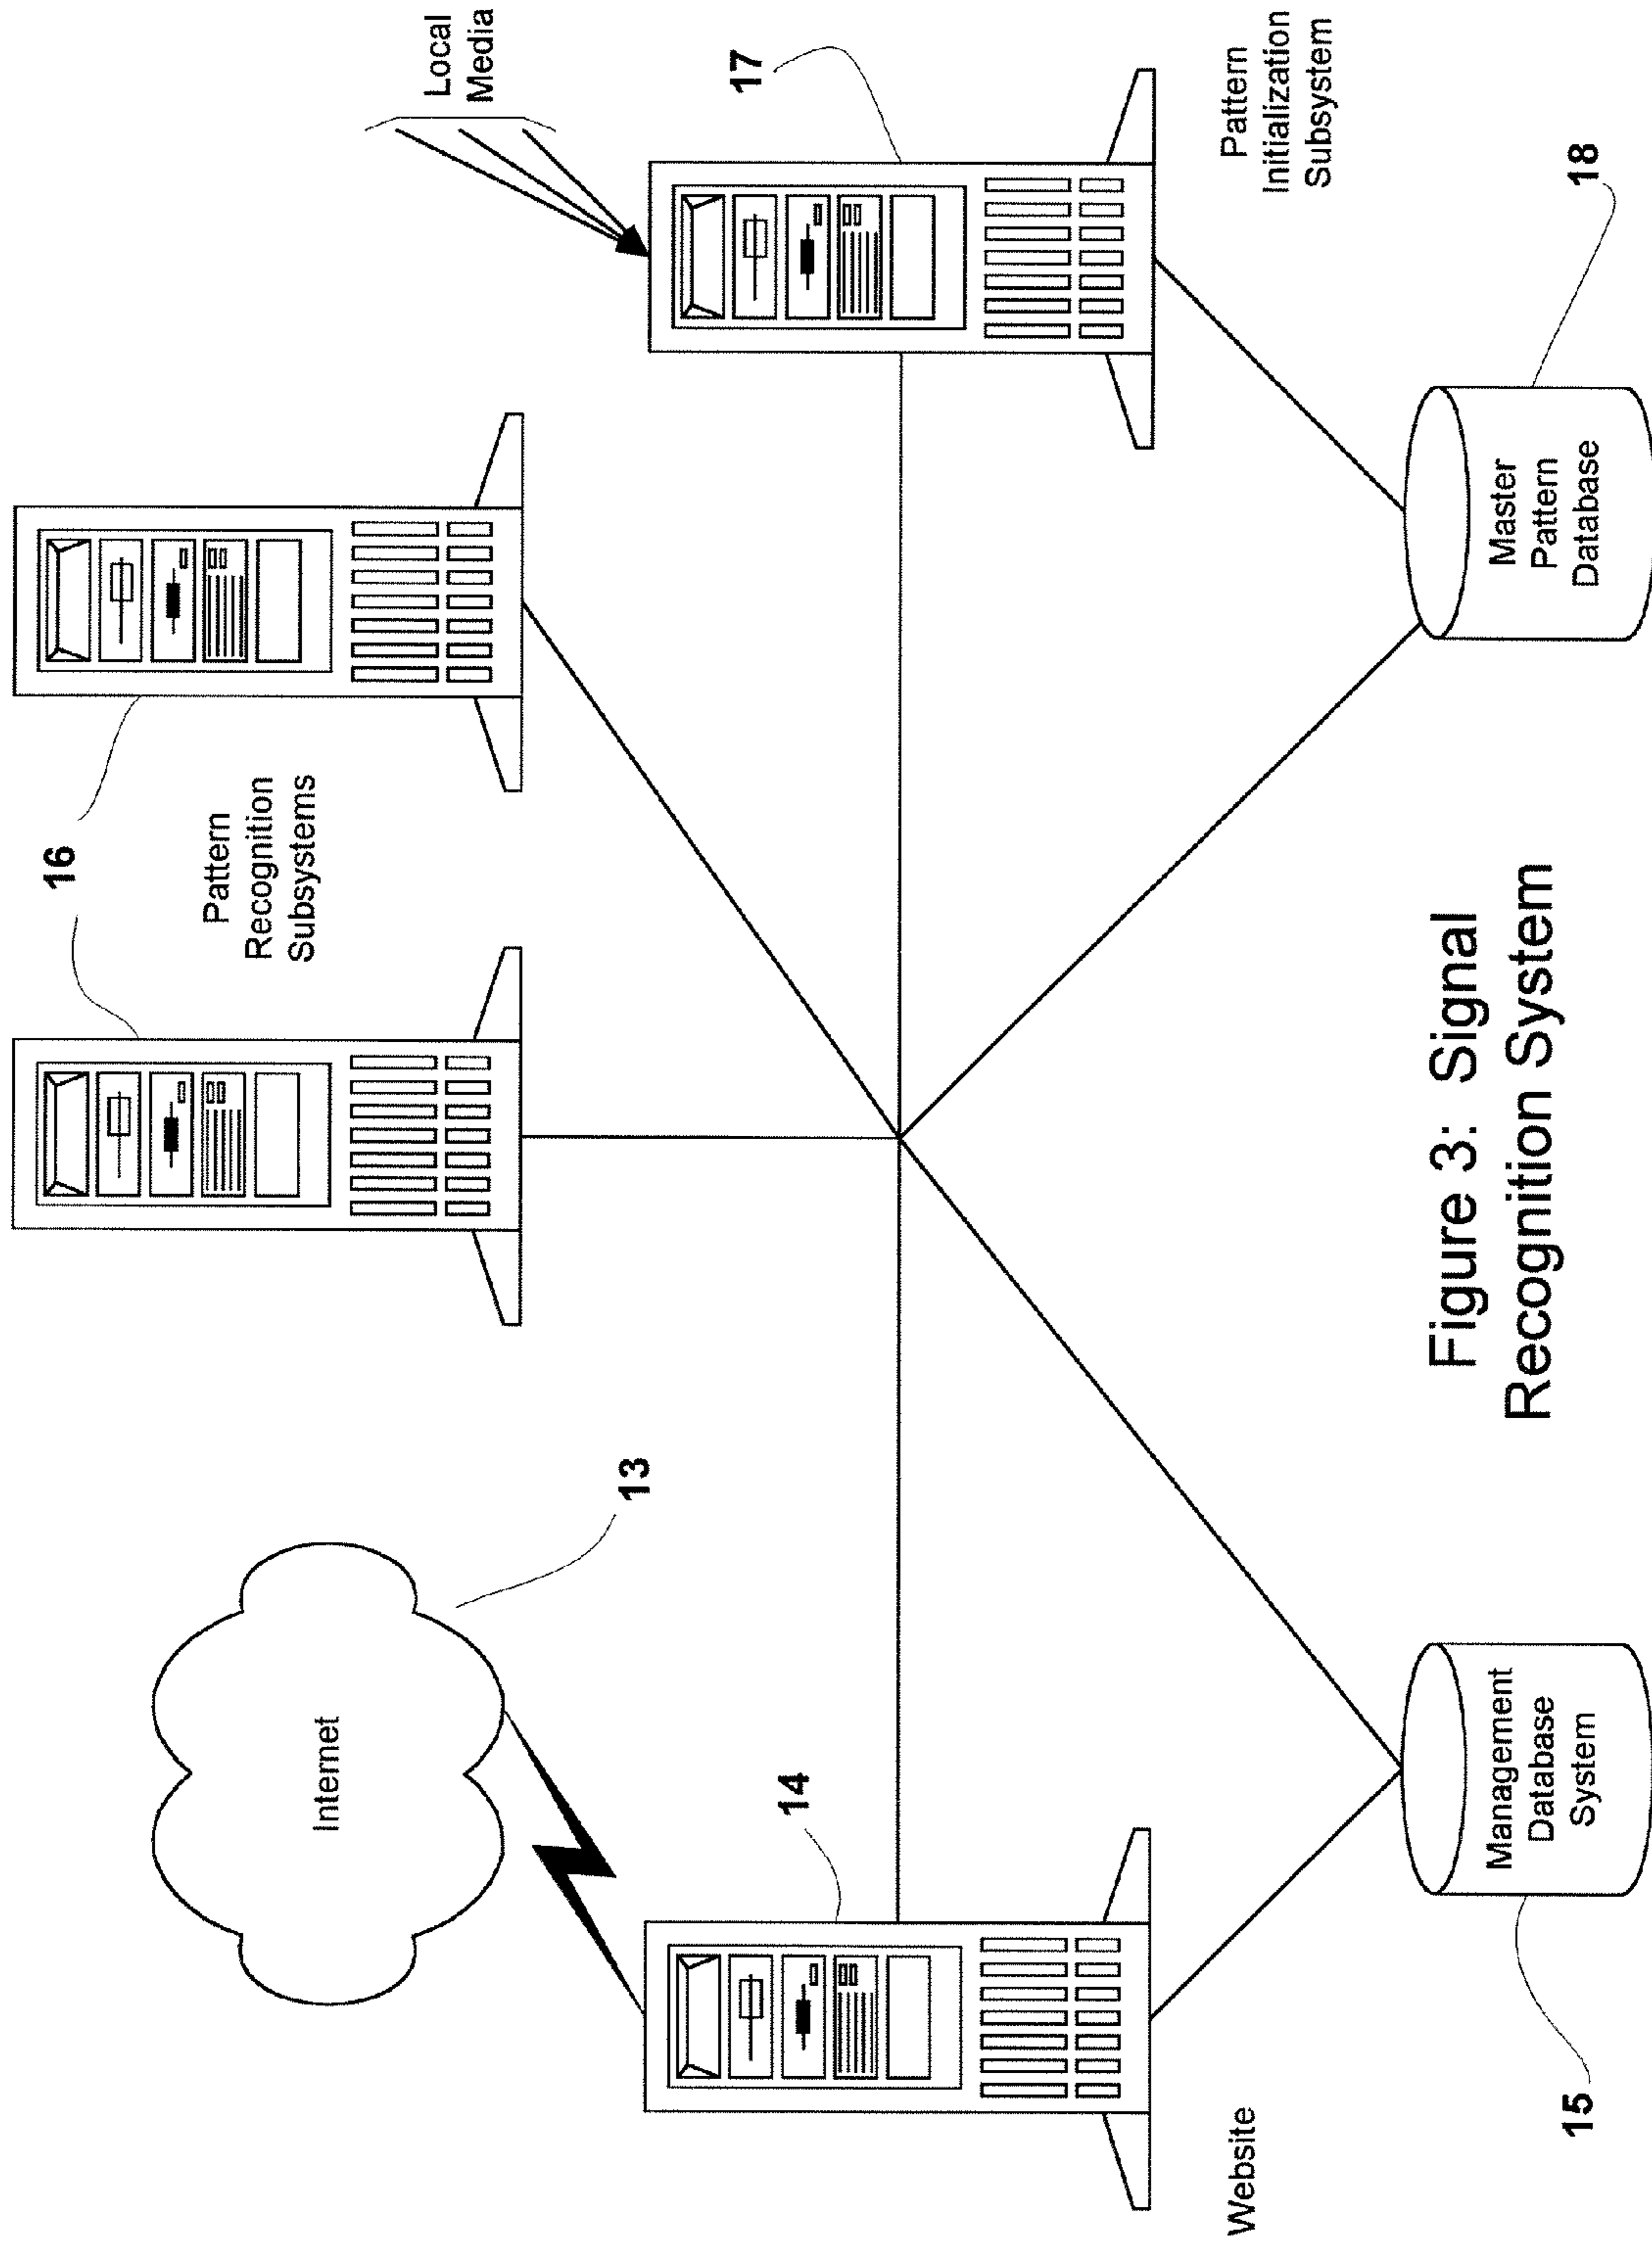 16
Pattern
Recognition
Subsystems
Local
Media
Internet
13
17
14
Pattern
Initialization
Subsystem
Website
18
Management
Database
System
Master
Pattern
Database
15
Figure 3: Signal
Recognition System